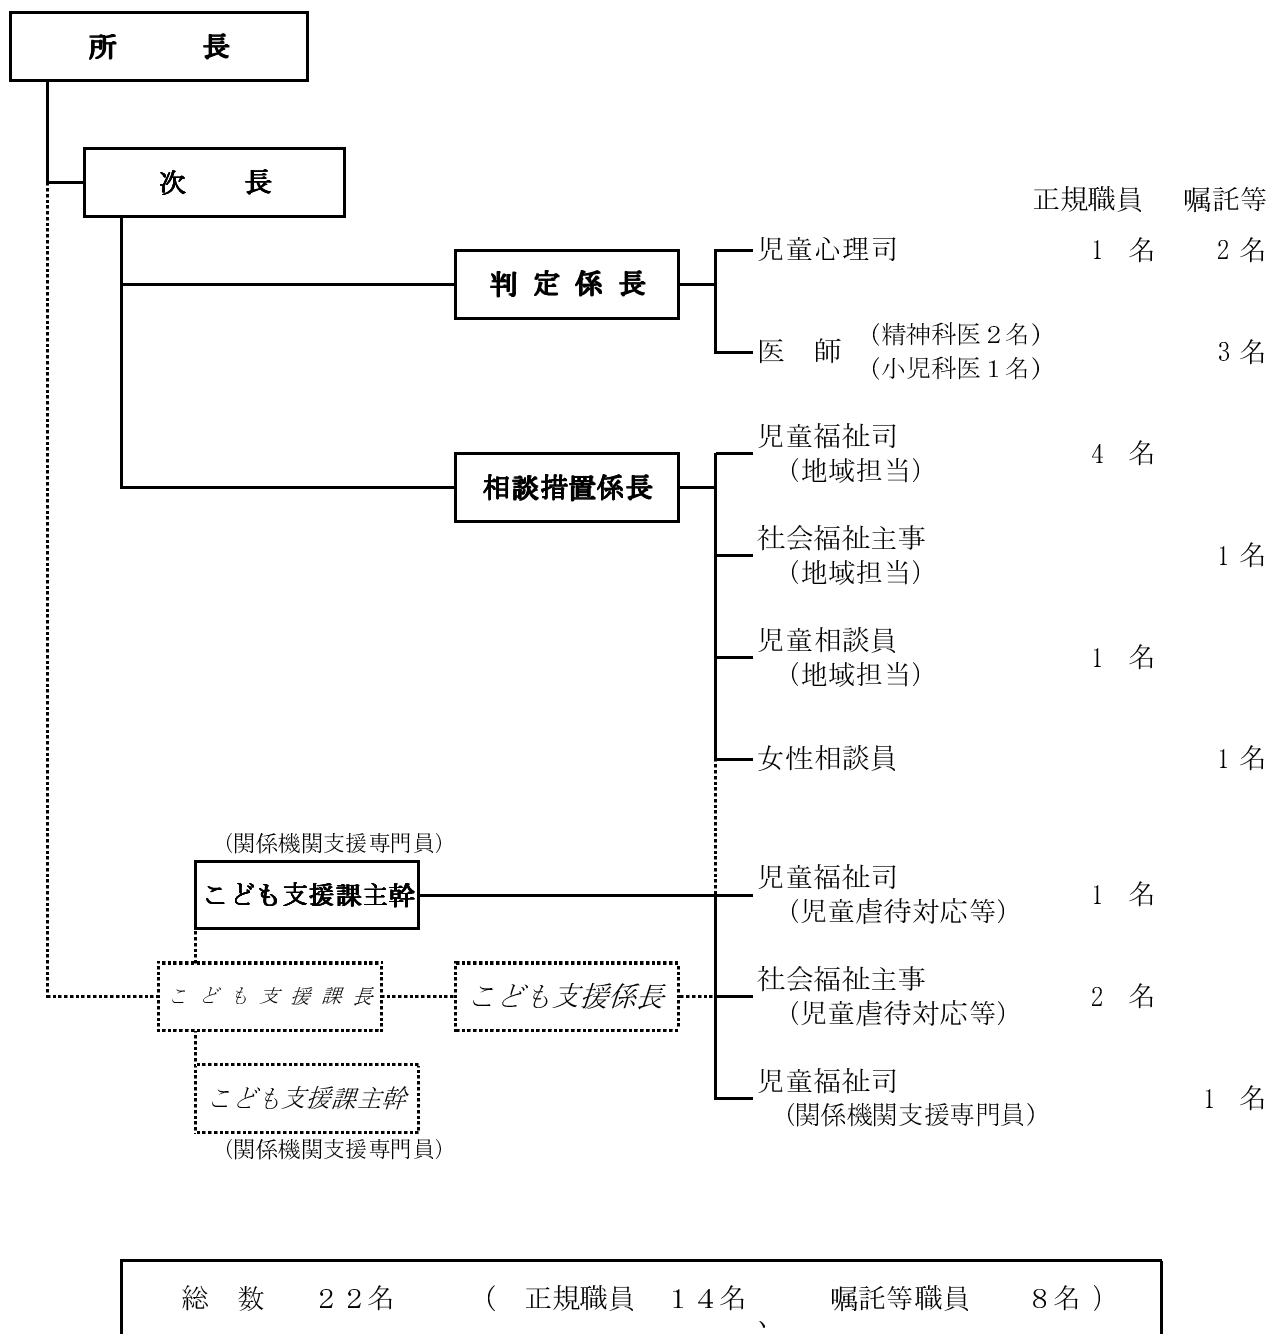 所　長
次　長
正規職員　嘱託等
判定係長
児童心理司　1 名　2 名
医　師　（精神科医２名）　3 名
（小児科医１名）
相談措置係長
児童福祉司　4 名
（地域担当）
社会福祉主事　1 名
（地域担当）
児童相談員　1 名
（地域担当）
女性相談員　1 名
（関係機関支援専門員）
こども支援課主幹
児童福祉司　1 名
（児童虐待対応等）
こども支援課長
こども支援係長
社会福祉主事　2 名
（児童虐待対応等）
こども支援課主幹
（関係機関支援専門員）
児童福祉司　1 名
（関係機関支援専門員）
総　数　２２名　（　正規職員　１４名　嘱託等職員　８名 ）
、